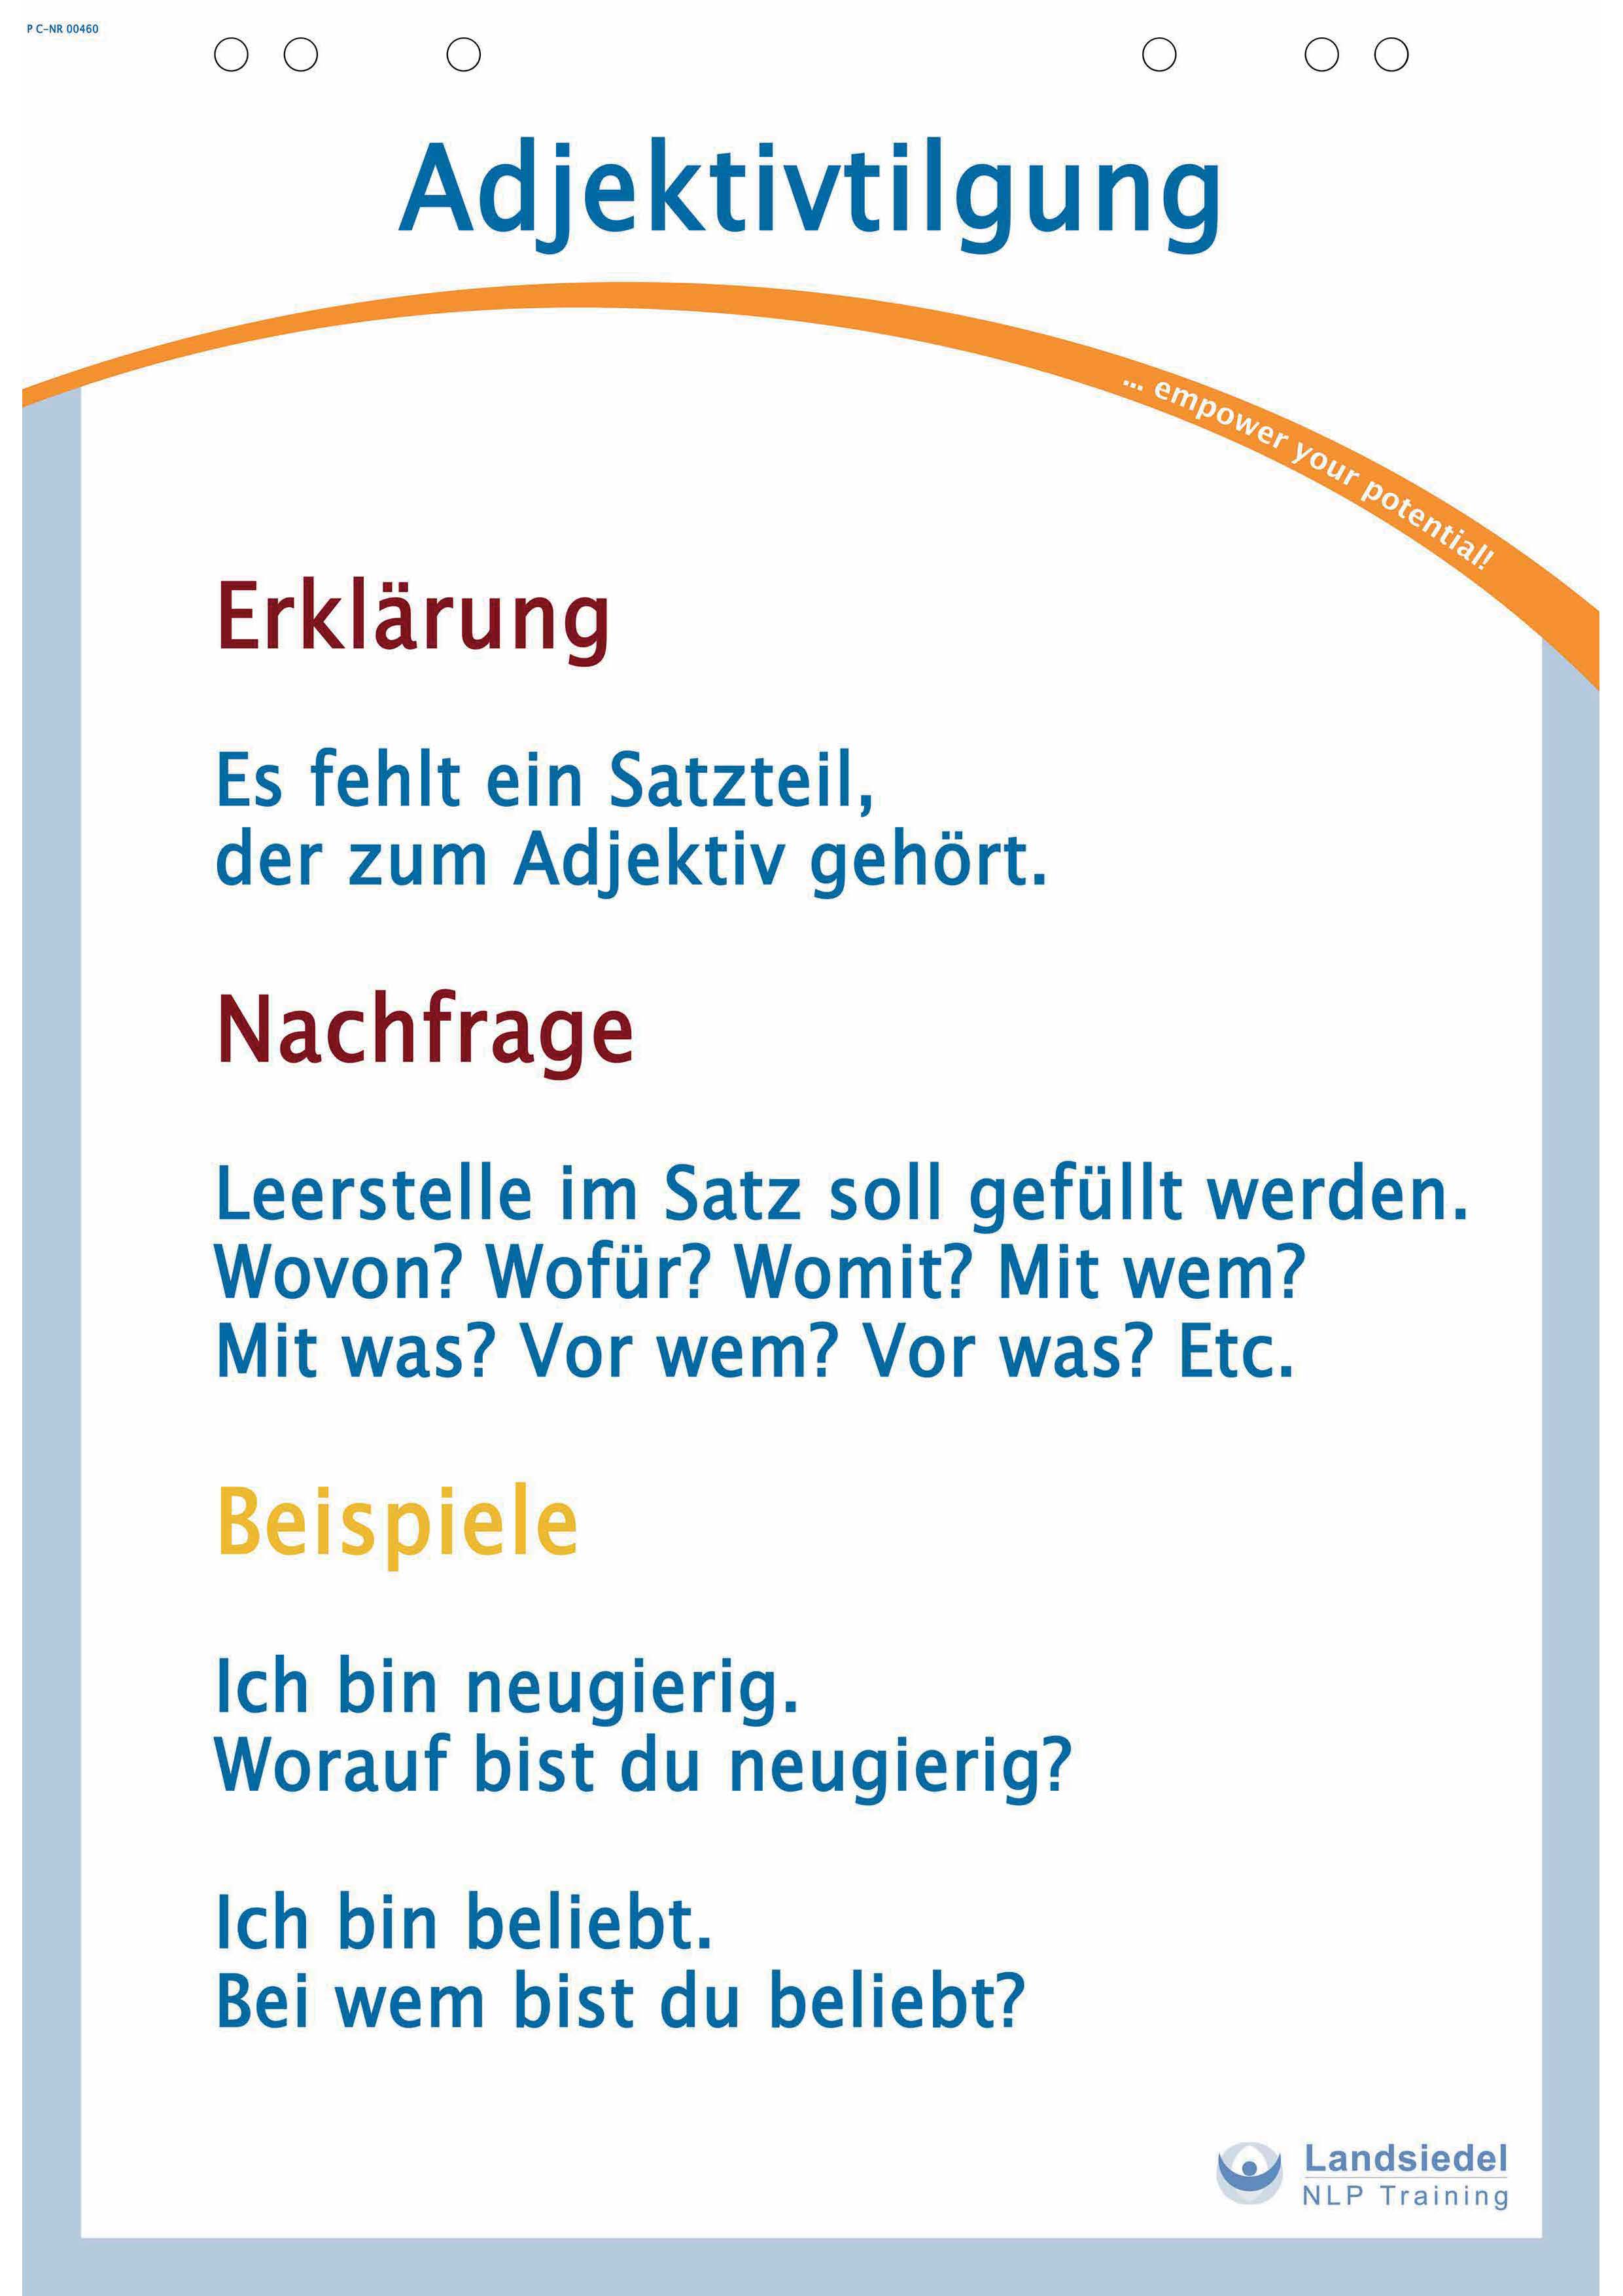 P C-NR 00460
Adjektivtilgung
... empower your potential!
Erklärung
Es fehlt ein Satzteil,
der zum Adjektiv gehört.
Nachfrage
Leerstelle im Satz soll gefüllt werden.
Wovon? Wofür? Womit? Mit wem?
Mit was? Vor wem? Vor was? Etc.
Beispiele
Ich bin neugierig.
Worauf bist du neugierig?
Ich bin beliebt.
Bei wem bist du beliebt?
Landsiedel
NLP Training